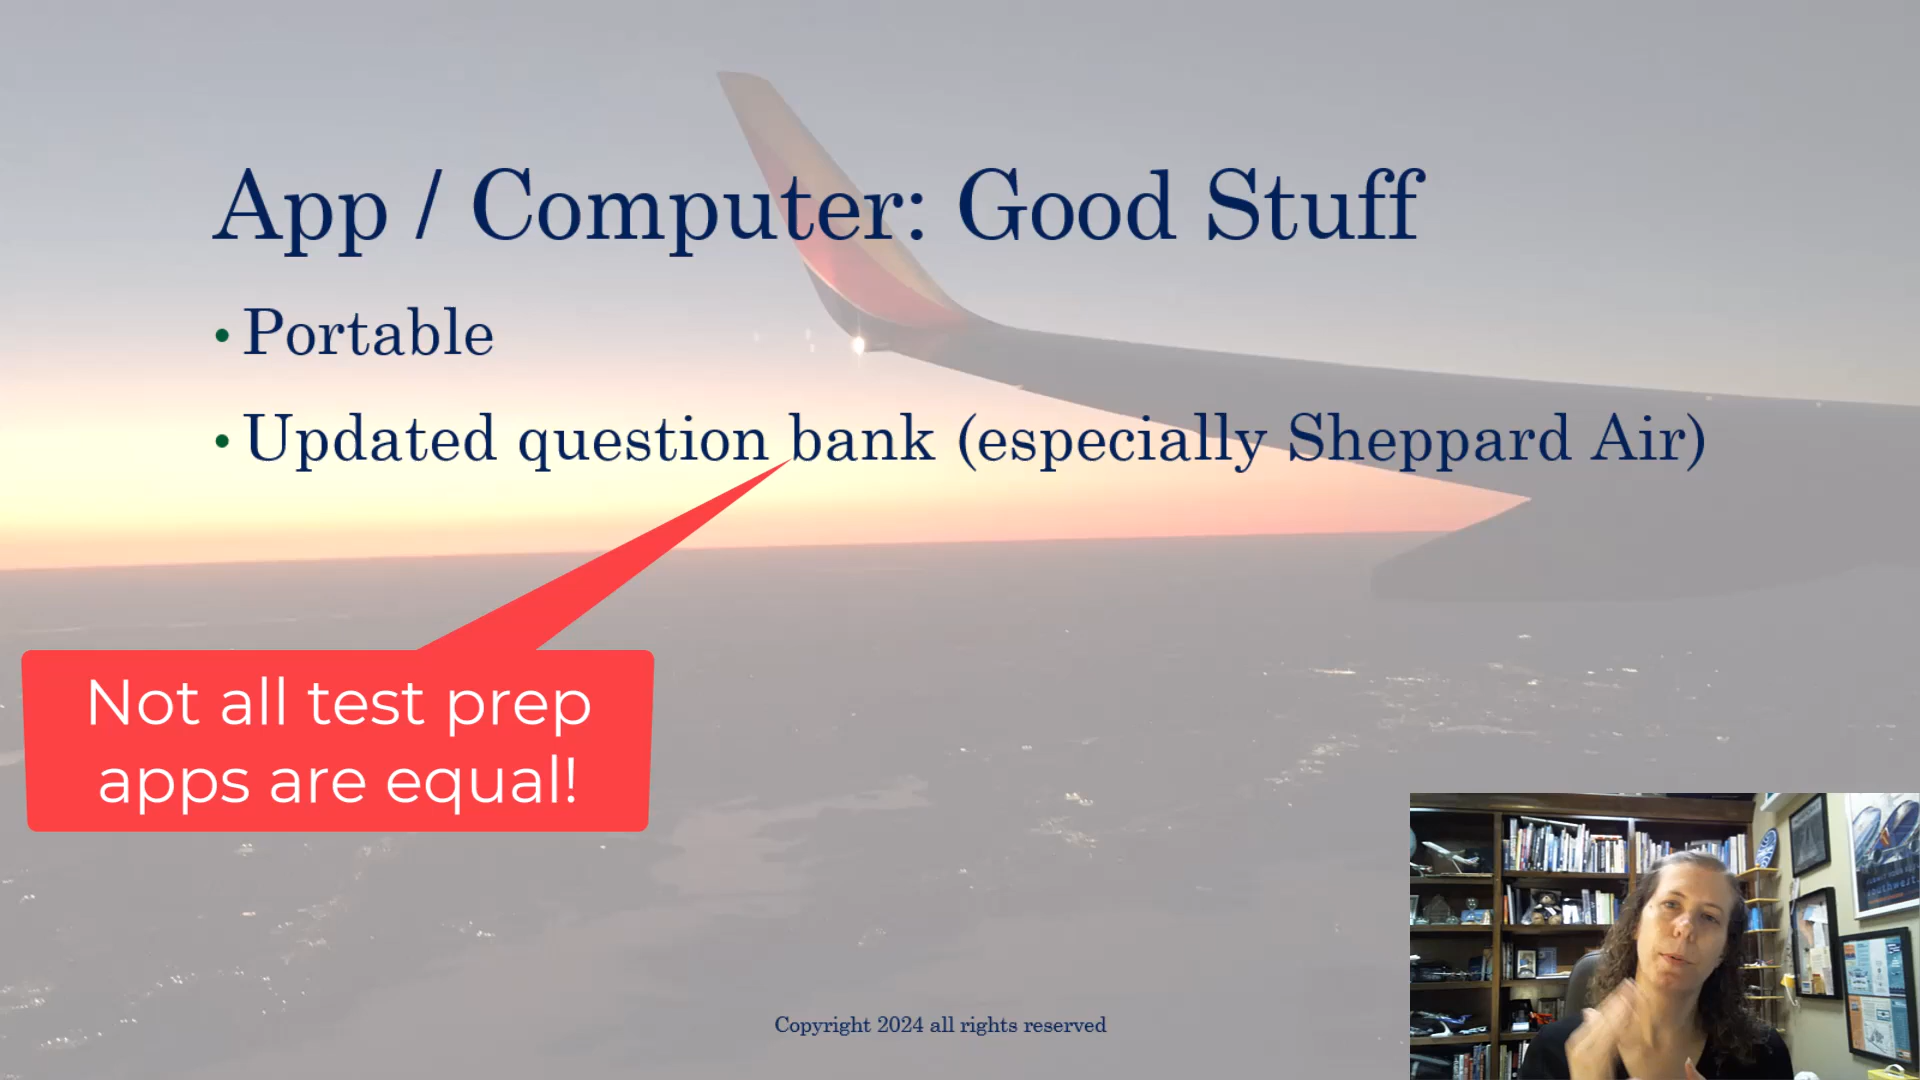 App / Computer: Good Stuff
• Portable
• Updated question bank (especially Sheppard Air)
Not all test prep
apps are equal!
Copyright 2024 all rights reserved